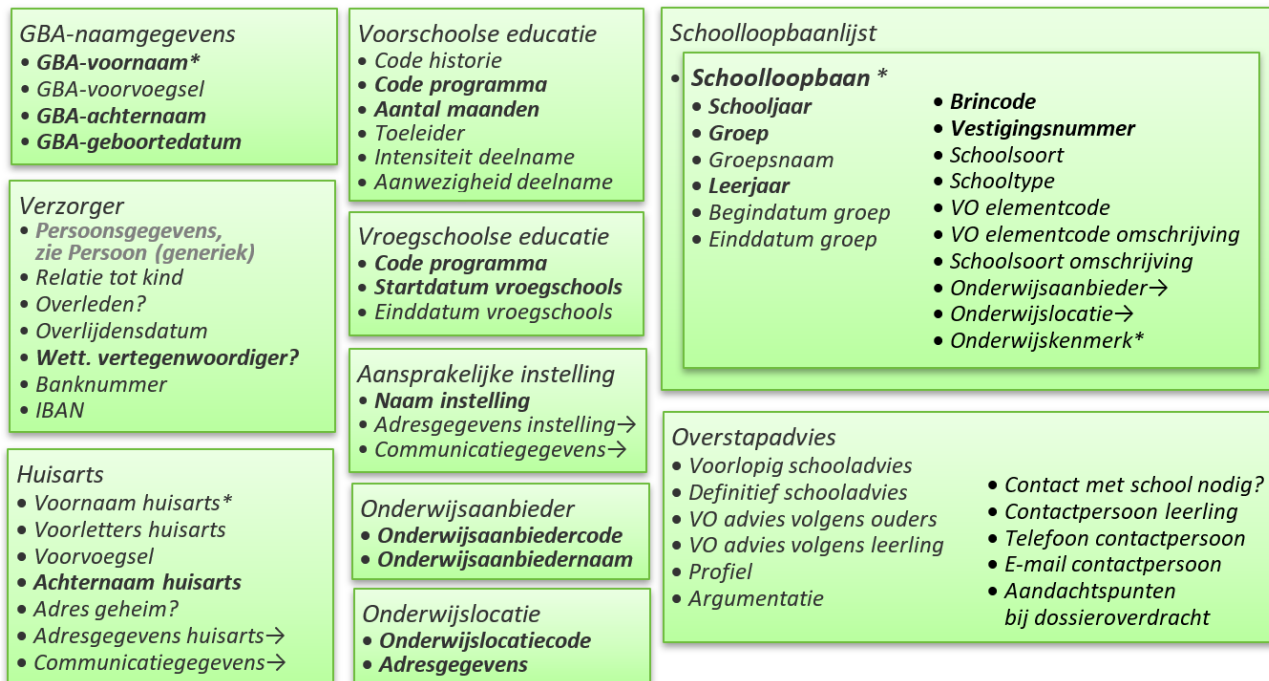 GBA-naamgegevens
• GBA-voornaam*
• GBA-voorvoegsel
• GBA-achternaam
• GBA-geboortedatum
Verzorger
• Persoonsgegevens,
zie Persoon (generiek)
• Relatie tot kind
• Overleden?
• Overlijdensdatum
• Wett. vertegenwoordiger?
• Banknummer
• IBAN
Huisarts
• Voornaam huisarts*
• Voorletters huisarts
• Voorvoegsel
• Achternaam huisarts
• Adres geheim?
• Adresgegevens huisarts→
• Communicatiegegevens→
Voorschoolse educatie
• Code historie
• Code programma
• Aantal maanden
• Toeleider
• Intensiteit deelname
• Aanwezigheid deelname
Vroegschoolse educatie
• Code programma
• Startdatum vroegschools
• Einddatum vroegschools
Aansprakelijke instelling
• Naam instelling
• Adresgegevens instelling→
• Communicatiegegevens→
Onderwijsaanbieder
• Onderwijsaanbiedercode
• Onderwijsaanbiedernaam
Onderwijslocatie
• Onderwijslocatiecode
• Adresgegevens
Schoolloopbaanlijst
• Schoolloopbaan *
• Schooljaar
• Groep
• Groepsnaam
• Leerjaar
• Begindatum groep
• Einddatum groep
• Brincode
• Vestigingsnummer
• Schoolsoort
• Schooltype
• VO elementcode
• VO elementcode omschrijving
• Schoolsoort omschrijving
• Onderwijsaanbieder→
• Onderwijslocatie→
• Onderwijskenmerk*
Overstapadvies
• Voorlopig schooladvies
• Definitief schooladvies
• VO advies volgens ouders
• VO advies volgens leerling
• Profiel
• Argumentatie
• Contact met school nodig?
• Contactpersoon leerling
• Telefoon contactpersoon
• E-mail contactpersoon
• Aandachtspunten
bij dossieroverdracht